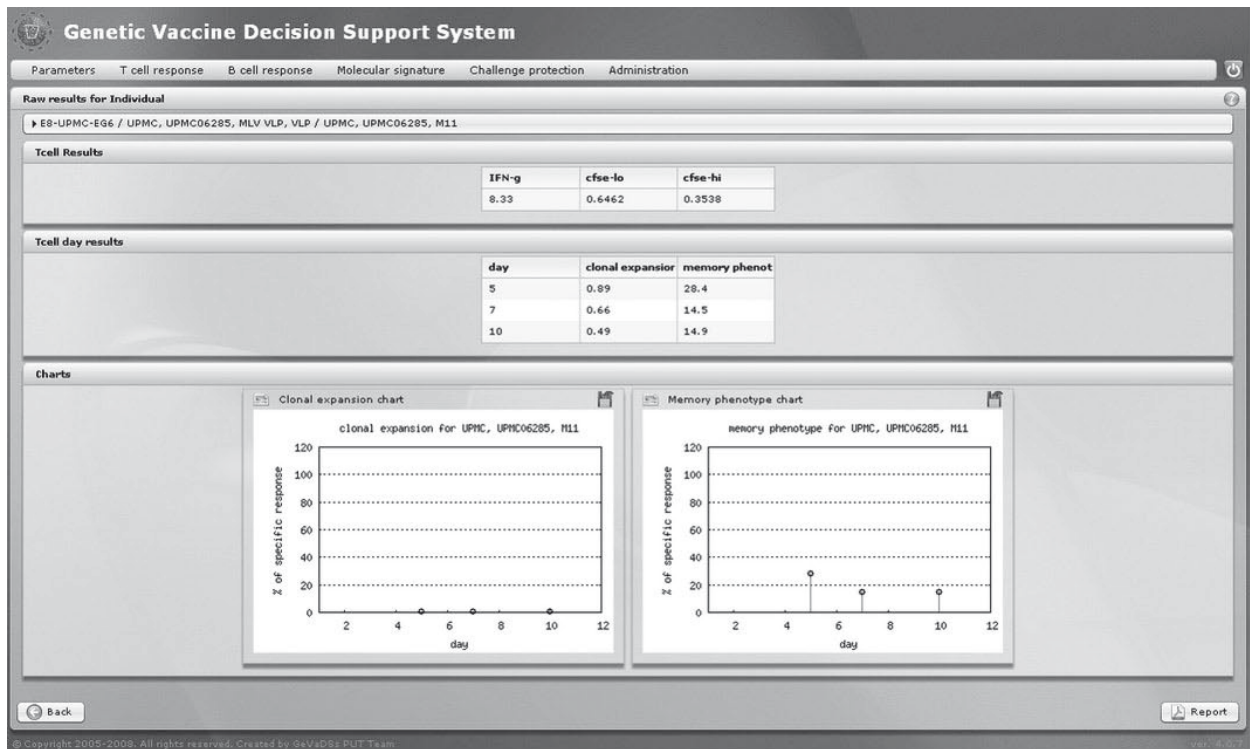 Genetic Vaccine Decision Support System
Parameters T cell response B cell response Molecular signature Challenge protection Administration
Raw results for Individual
E8-UPMC-EG6 / UPMC, UPMC06285, MLV VLP, VLP / UPMC, UPMC06285, M11
Tcell Results
IFN-g cfse-lo cfse-hi
8.33 0.6462 0.3538
Tcell day results
day clonal expansior memory phenot
5 0.89 28.4
7 0.66 14.5
10 0.49 14.9
Charts
Clonal expansion chart
clonal expansion for UPMC, UPMC06285, M11
120
100
80
60
40
20
0
% of specific response
2 4 6 8 10 12
day
Memory phenotype chart
memory phenotype for UPMC, UPMC06285, M11
120
100
80
60
40
20
0
% of specific response
2 4 6 8 10 12
day
Back
Report
© Copyright 2005-2008. All rights reserved. Created by GeVaDSs PUT Team
ver. 4.0.7